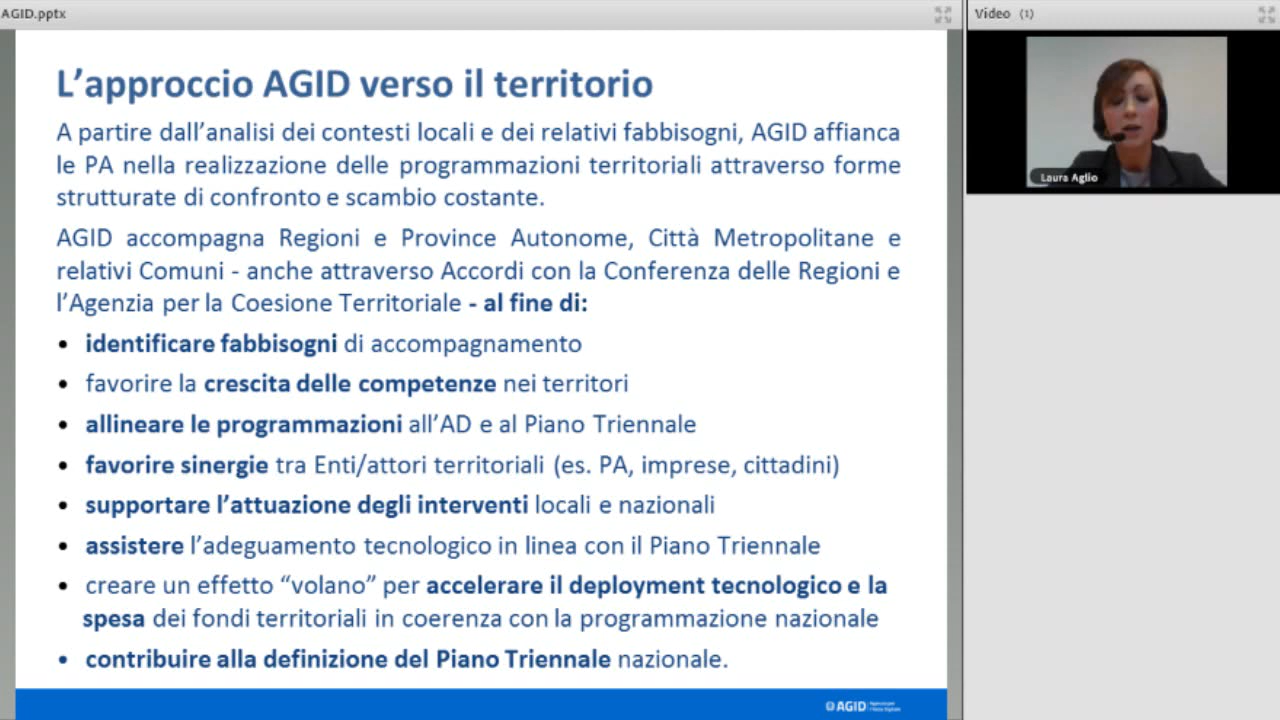 AGID.pptx
Video (1)
L’approccio AGID verso il territorio
A partire dall’analisi dei contesti locali e dei relativi fabbisogni, AGID affianca
le PA nella realizzazione delle programmazioni territoriali attraverso forme
strutturate di confronto e scambio costante.
AGID accompagna Regioni e Province Autonome, Città Metropolitane e
relativi Comuni - anche attraverso Accordi con la Conferenza delle Regioni e
l’Agenzia per la Coesione Territoriale - al fine di:
• identificare fabbisogni di accompagnamento
• favorire la crescita delle competenze nei territori
• allineare le programmazioni all’AD e al Piano Triennale
• favorire sinergie tra Enti/attori territoriali (es. PA, imprese, cittadini)
• supportare l’attuazione degli interventi locali e nazionali
• assistere l’adeguamento tecnologico in linea con il Piano Triennale
• creare un effetto “volano” per accelerare il deployment tecnologico e la
spesa dei fondi territoriali in coerenza con la programmazione nazionale
• contribuire alla definizione del Piano Triennale nazionale.
Laura Aglio
AGID